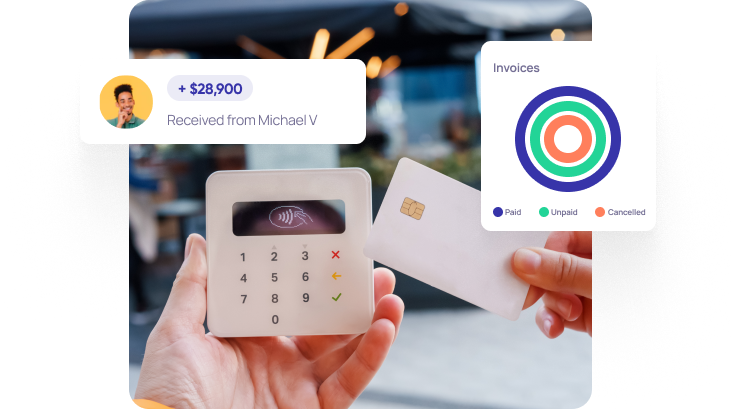 + $28,900
Received from Michael V
Invoices
Paid Unpaid Cancelled
1 2 3
4 5 6
7 8 9
0